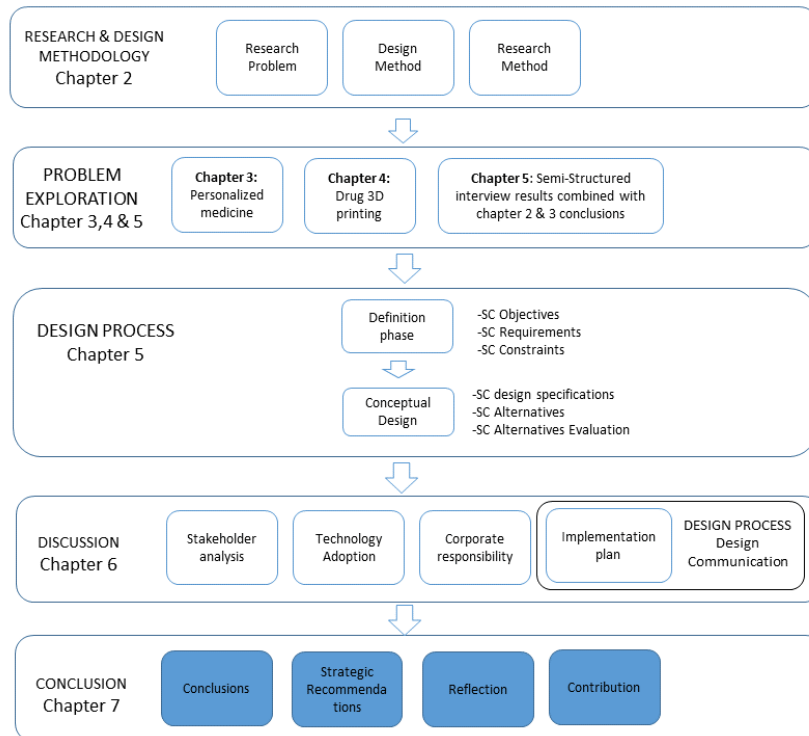 RESEARCH & DESIGN
METHODOLOGY
Chapter 2
Research
Problem
Design
Method
Research
Method
PROBLEM
EXPLORATION
Chapter 3,4 & 5
Chapter 3:
Personalized
medicine
Chapter 4:
Drug 3D
printing
Chapter 5: Semi-Structured
interview results combined with
chapter 2 & 3 conclusions
DESIGN PROCESS
Chapter 5
Definition
phase
-SC Objectives
-SC Requirements
-SC Constraints
Conceptual
Design
-SC design specifications
-SC Alternatives
-SC Alternatives Evaluation
DISCUSSION
Chapter 6
Stakeholder
analysis
Technology
Adoption
Corporate
responsibility
Implementation
plan
DESIGN PROCESS
Design
Communication
CONCLUSION
Chapter 7
Conclusions
Strategic
Recommenda
tions
Reflection
Contribution